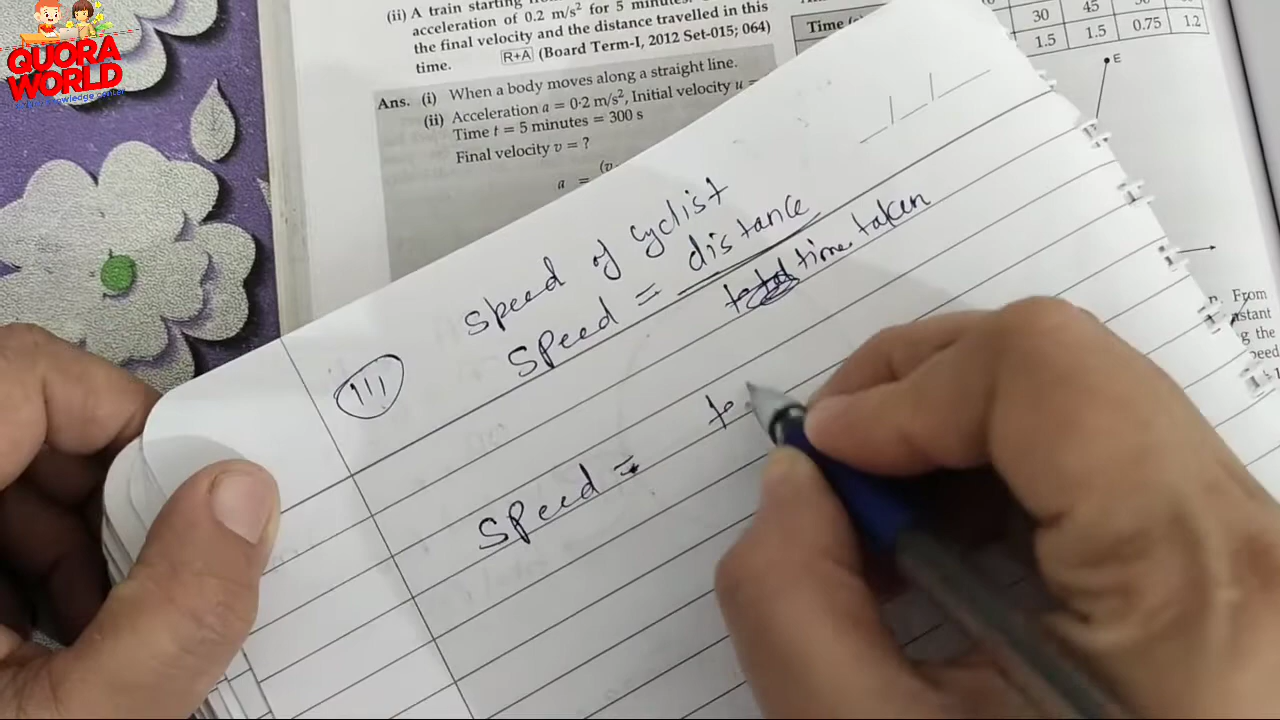 QUORA
WORLD
(ii) A train starting
acceleration of 0.2 m/s² for 5 minutes.
the final velocity and the distance travelled in this
time. R+A (Board Term-I, 2012 Set-015; 064)
Ans. (i) When a body moves along a straight line.
(ii) Acceleration a = 0·2 m/s², Initial velocity u =
Time t = 5 minutes = 300 s
Final velocity v = ?
a = (v
Time
30 45
1.5 1.5 0.75 1.2
E
From
g the
(iii)
Speed of cyclist
Speed = distance
time taken
Speed =